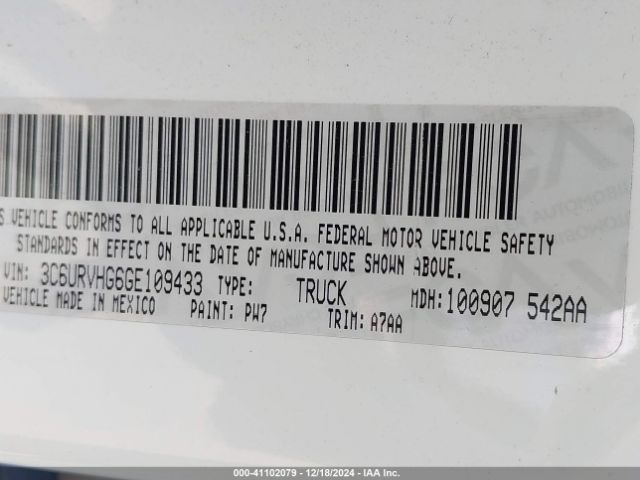 S VEHICLE CONFORMS TO ALL APPLICABLE U.S.A. FEDERAL MOTOR VEHICLE SAFETY
STANDARDS IN EFFECT ON THE DATE OF MANUFACTURE SHOWN ABOVE.
VIN: 3C6URVHG6GE109433 TYPE: TRUCK MDH: 100907 542AA
VEHICLE MADE IN MEXICO PAINT: PW7 TRIM: A7AA
000-41102079 - 12/18/2024 - IAA Inc.